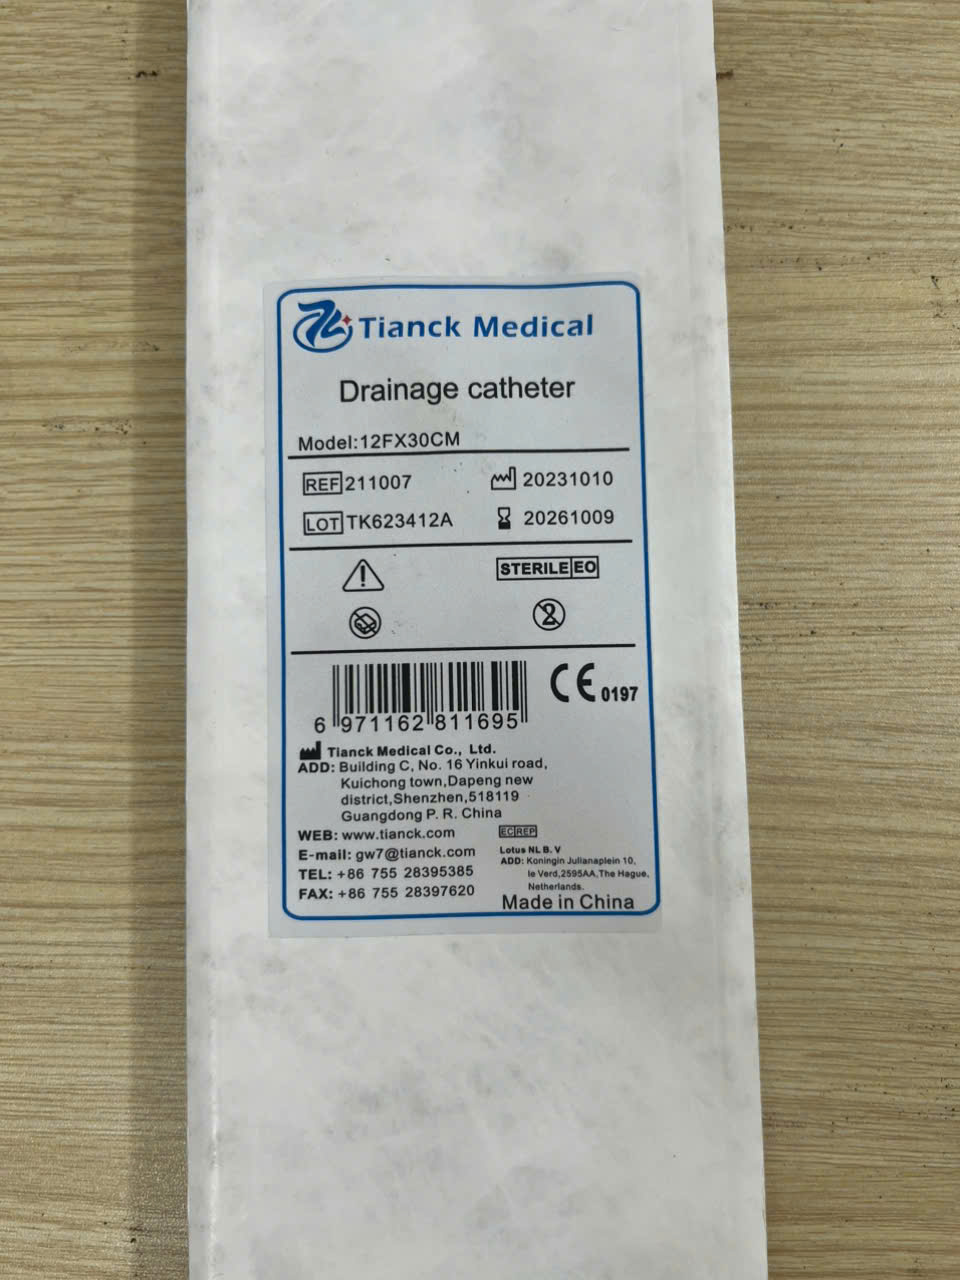 Tianck Medical
Drainage catheter
Model:12FX30CM
REF 211007
20231010
LOT TK623412A
20261009
STERILE EO
2
CE 0197
6 971162 811695
Tianck Medical Co., Ltd.
ADD: Building C, No. 16 Yinkui road,
Kuichong town,Dapeng new
district,Shenzhen,518119
Guangdong P. R. China
WEB: www.tianck.com
E-mail: gw7@tianck.com
TEL: +86 755 28395385
FAX: +86 755 28397620
EC REP
Lotus NL B. V
ADD: Koningin Julianaplein 10,
le Verd,2595AA,The Hague,
Netherlands.
Made in China